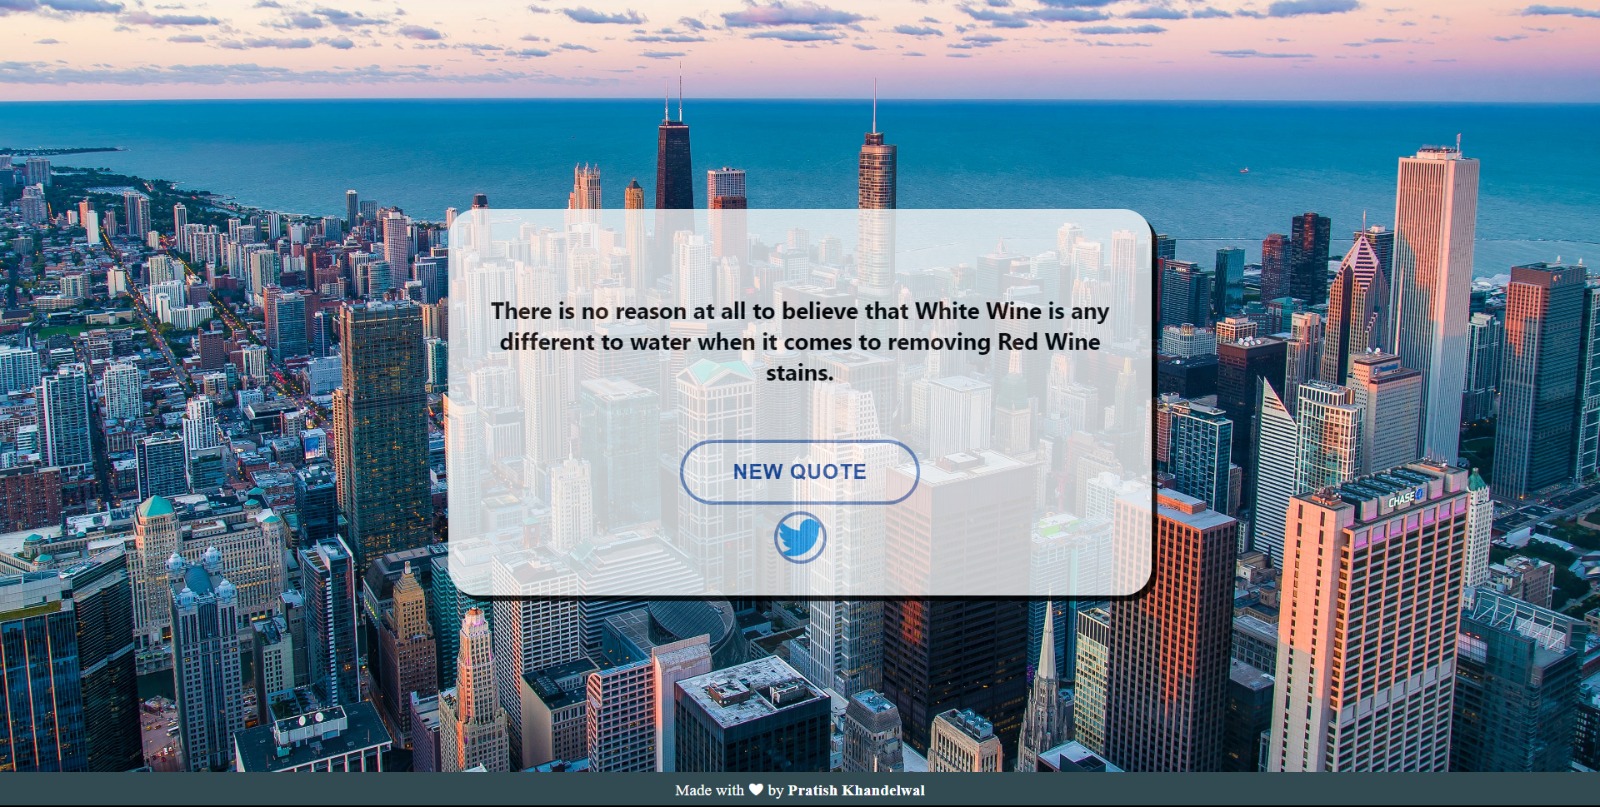 There is no reason at all to believe that White Wine is any
different to water when it comes to removing Red Wine
stains.
NEW QUOTE
CHASE
Made with ♥ by Pratish Khandelwal